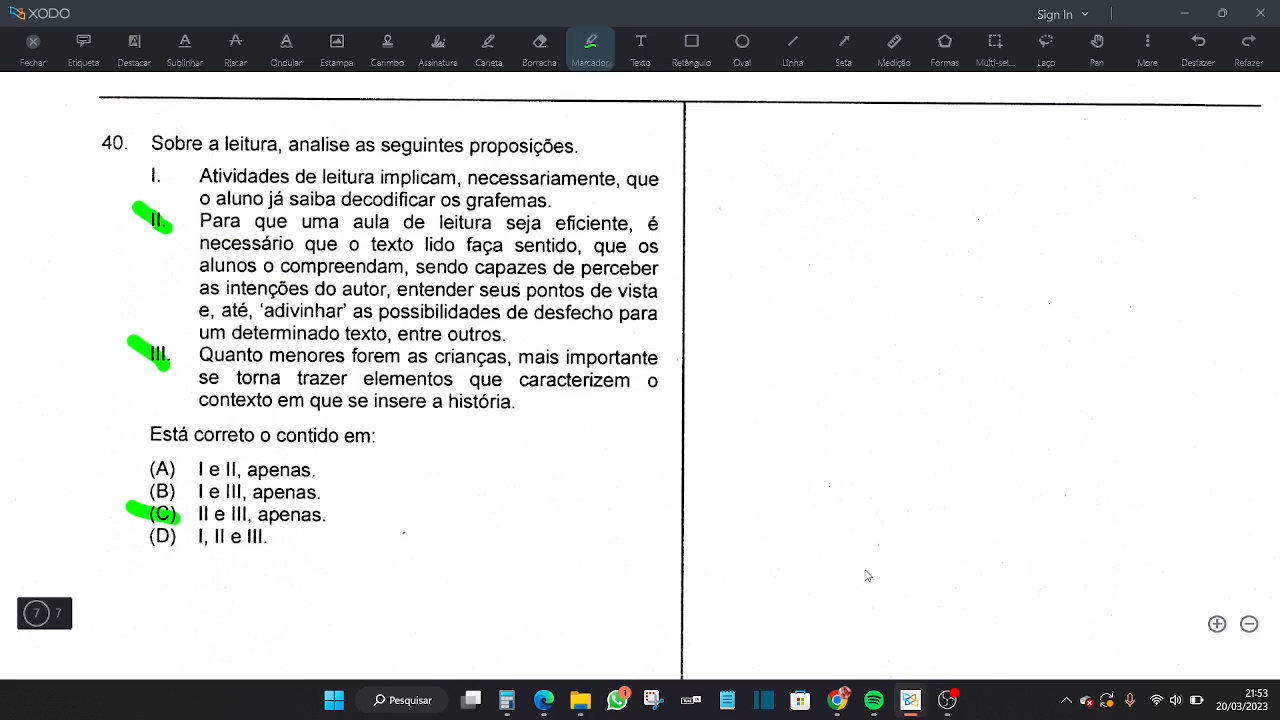 XODO
Sign In
Fechar Etiqueta Destacar Sublinhar Riscar Ondular Estampa Carimbo Assinatura Caneta Borracha Marcador Texto Retângulo Oval Linha Seta Medição Formas Multi-sel... Laço Pan More Desfazer Refazer
40. Sobre a leitura, analise as seguintes proposições.
I. Atividades de leitura implicam, necessariamente, que
o aluno já saiba decodificar os grafemas.
II. Para que uma aula de leitura seja eficiente, é
necessário que o texto lido faça sentido, que os
alunos o compreendam, sendo capazes de perceber
as intenções do autor, entender seus pontos de vista
e, até, ‘adivinhar’ as possibilidades de desfecho para
um determinado texto, entre outros.
III. Quanto menores forem as crianças, mais importante
se torna trazer elementos que caracterizem o
contexto em que se insere a história.
Está correto o contido em:
(A) I e II, apenas.
(B) I e III, apenas.
(C) II e III, apenas.
(D) I, II e III.
7 7
Pesquisar
1
21:53
20/03/2023